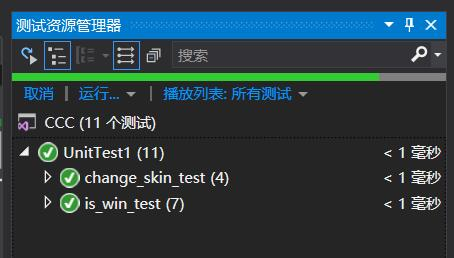 测试资源管理器
搜索
取消 | 运行... 播放列表: 所有测试
CCC (11 个测试)
UnitTest1 (11) < 1 毫秒
change_skin_test (4) < 1 毫秒
is_win_test (7) < 1 毫秒